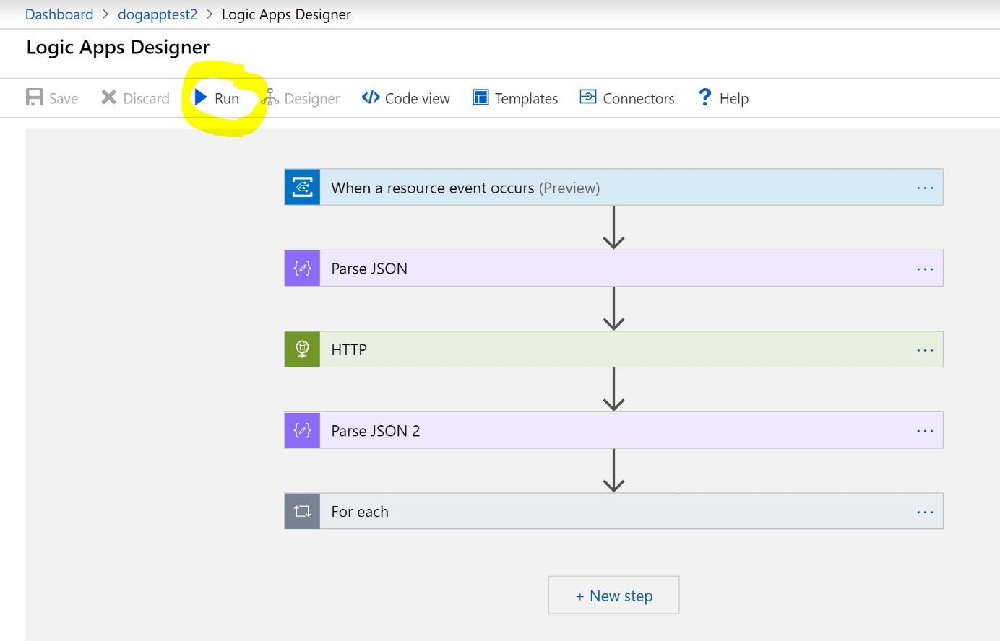 Dashboard > dogapptest2 > Logic Apps Designer
Logic Apps Designer
Save Discard Run Designer </> Code view Templates Connectors ? Help
When a resource event occurs (Preview) ...
Parse JSON ...
HTTP ...
Parse JSON 2 ...
For each ...
+ New step